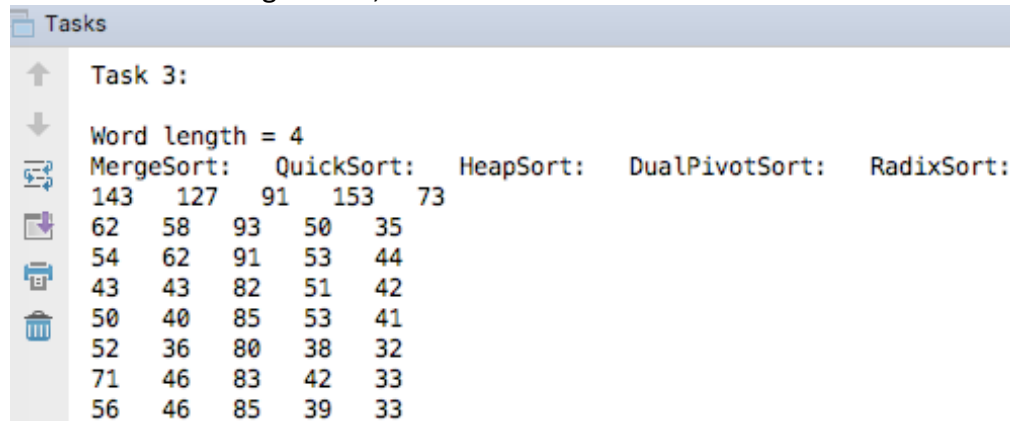 Tasks
Task 3:
Word length = 4
MergeSort: QuickSort: HeapSort: DualPivotSort: RadixSort:
143 127 91 153 73
62 58 93 50 35
54 62 91 53 44
43 43 82 51 42
50 40 85 53 41
52 36 80 38 32
71 46 83 42 33
56 46 85 39 33